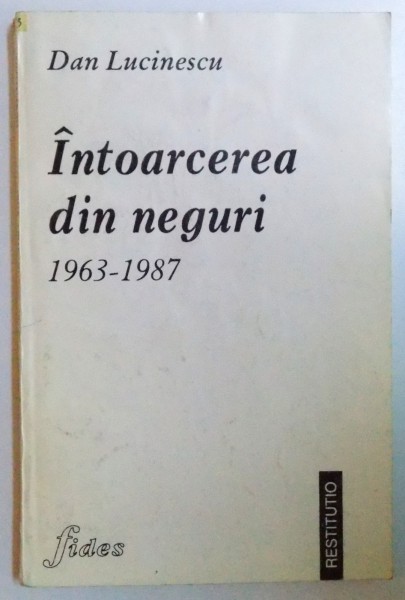 Dan Lucinescu
Întoarcerea
din neguri
1963-1987
fides
RESTITUTIO